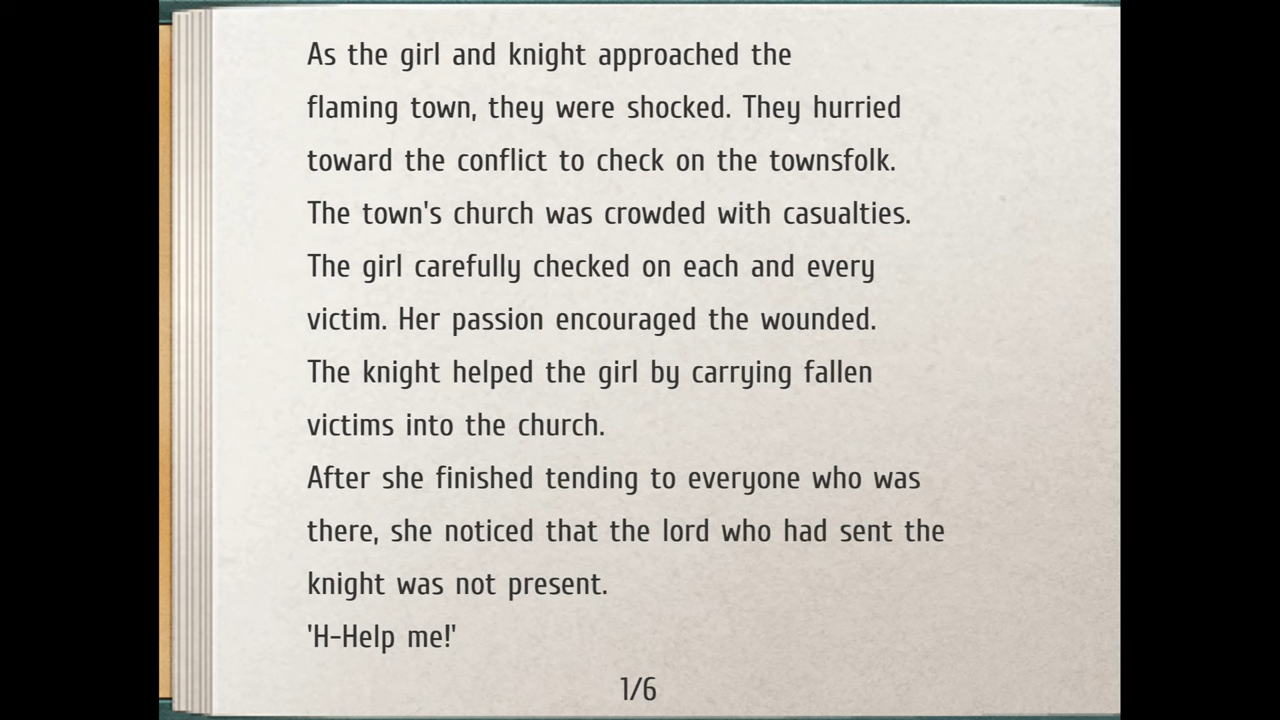 As the girl and knight approached the
flaming town, they were shocked. They hurried
toward the conflict to check on the townsfolk.
The town's church was crowded with casualties.
The girl carefully checked on each and every
victim. Her passion encouraged the wounded.
The knight helped the girl by carrying fallen
victims into the church.
After she finished tending to everyone who was
there, she noticed that the lord who had sent the
knight was not present.
'H-Help me!'
1/6